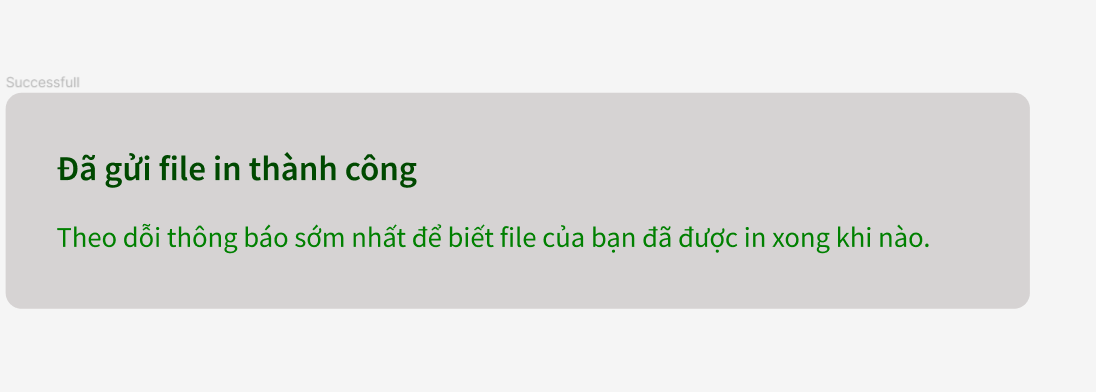 Successfull
Đã gửi file in thành công
Theo dỗi thông báo sớm nhất để biết file của bạn đã được in xong khi nào.